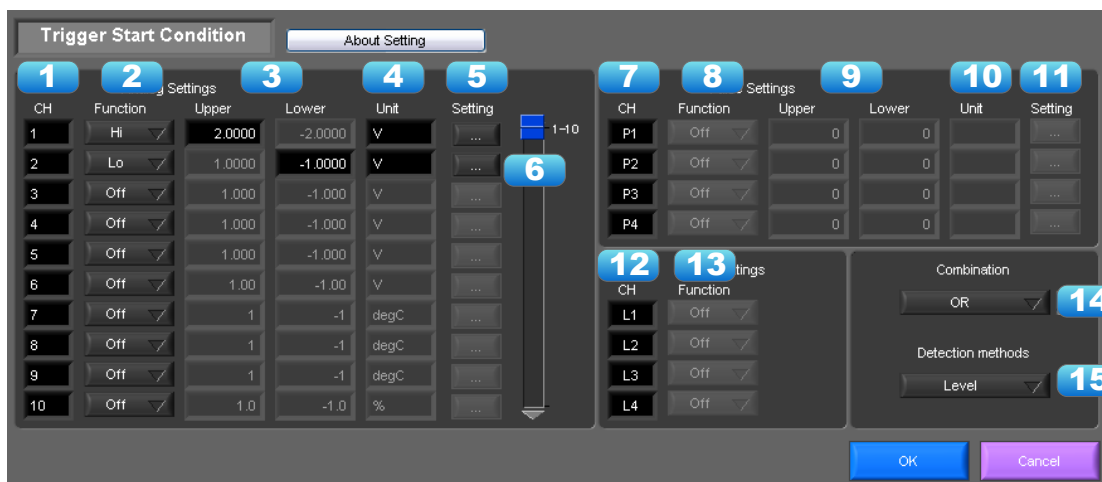 Trigger Start Condition
About Setting
1 2 3 4 5
g Settings
CH Function Upper Lower Unit Setting
1 Hi 2.0000 -2.0000 V ...
2 Lo 1.0000 -1.0000 V ...
3 Off 1.000 -1.000 V ...
4 Off 1.000 -1.000 V ...
5 Off 1.000 -1.000 V ...
6 Off 1.00 -1.00 V ...
7 Off 1 -1 degC ...
8 Off 1 -1 degC ...
9 Off 1 -1 degC ...
10 Off 1.0 -1.0 % ...
1-10
6
7 8 9 10 11
Settings
CH Function Upper Lower Unit Setting
P1 Off 0 0 ...
P2 Off 0 0 ...
P3 Off 0 0 ...
P4 Off 0 0 ...
12 13
tings
CH Function
L1 Off
L2 Off
L3 Off
L4 Off
Combination
OR 14
Detection methods
Level 15
OK Cancel